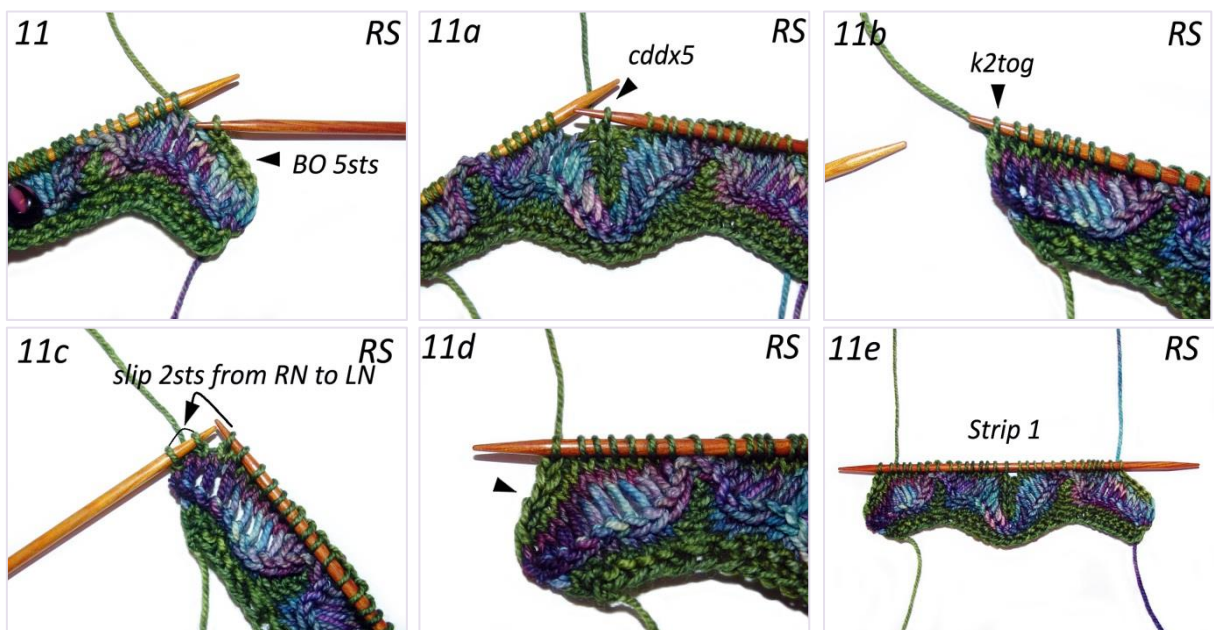 11 RS
BO 5sts
11a RS
cddx5
11b RS
k2tog
11c RS
slip 2sts from RN to LN
11d RS
11e RS
Strip 1